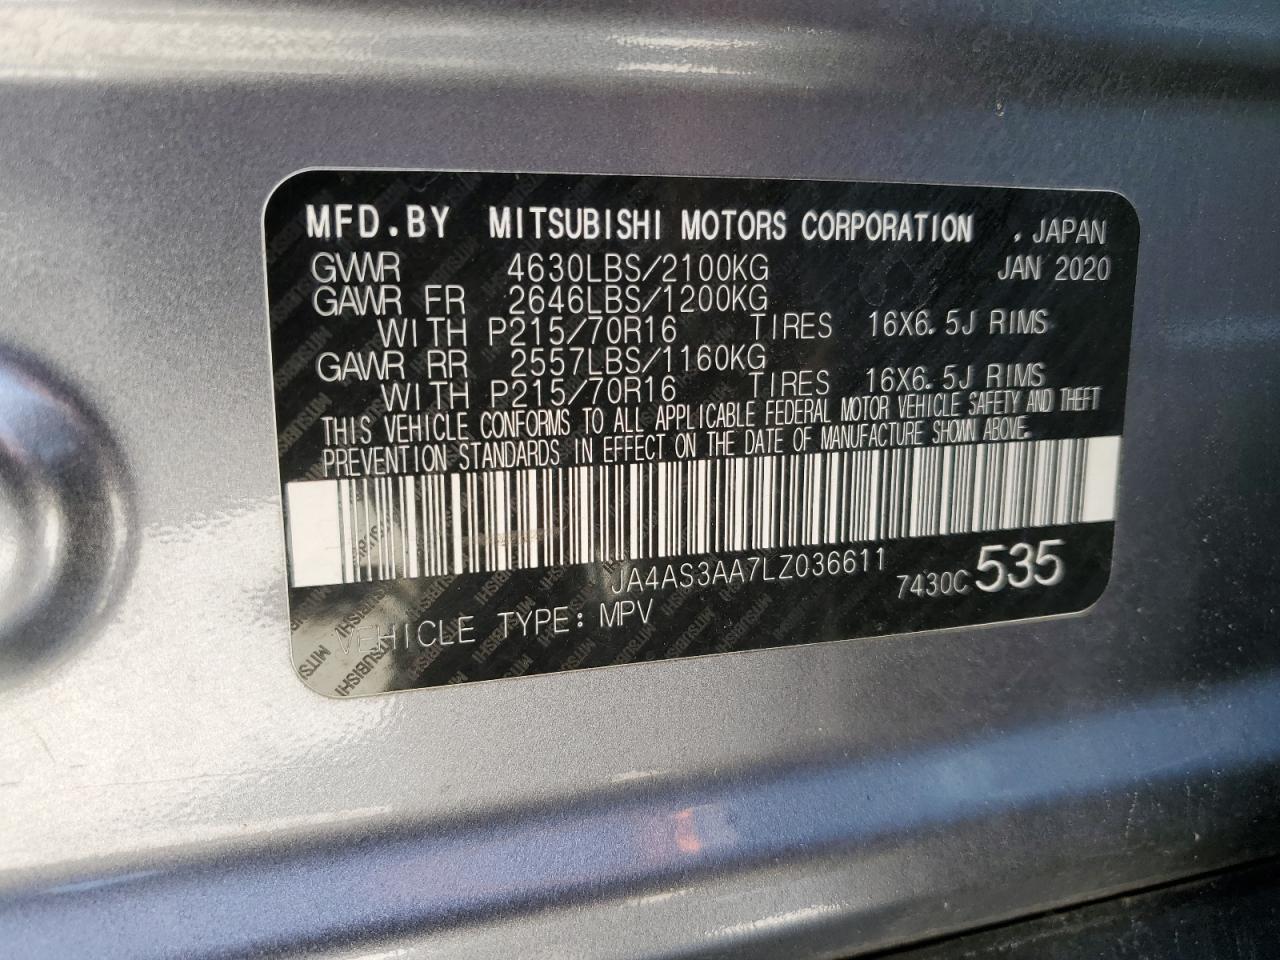 MFD.BY MITSUBISHI MOTORS CORPORATION , JAPAN
GVWR 4630LBS/2100KG JAN 2020
GAWR FR 2646LBS/1200KG
WITH P215/70R16 TIRES 16X6.5J RIMS
GAWR RR 2557LBS/1160KG
WITH P215/70R16 TIRES 16X6.5J RIMS
THIS VEHICLE CONFORMS TO ALL APPLICABLE FEDERAL MOTOR VEHICLE SAFETY AND THEFT
PREVENTION STANDARDS IN EFFECT ON THE DATE OF MANUFACTURE SHOWN ABOVE.
JA4AS3AA7LZ036611
7430C 535
VEHICLE TYPE: MPV